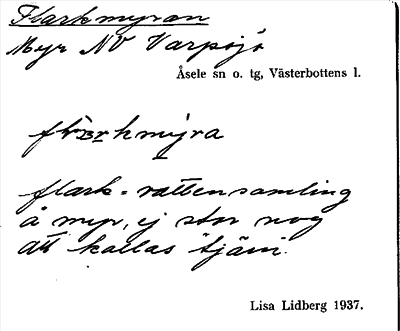 Flarkmyran
Myr NV Varpsjö
Åsele sn o. tg, Västerbottens l.
flark = vattensamling
å myr, ej stor nog
att kallas tjärn.
Lisa Lidberg 1937.